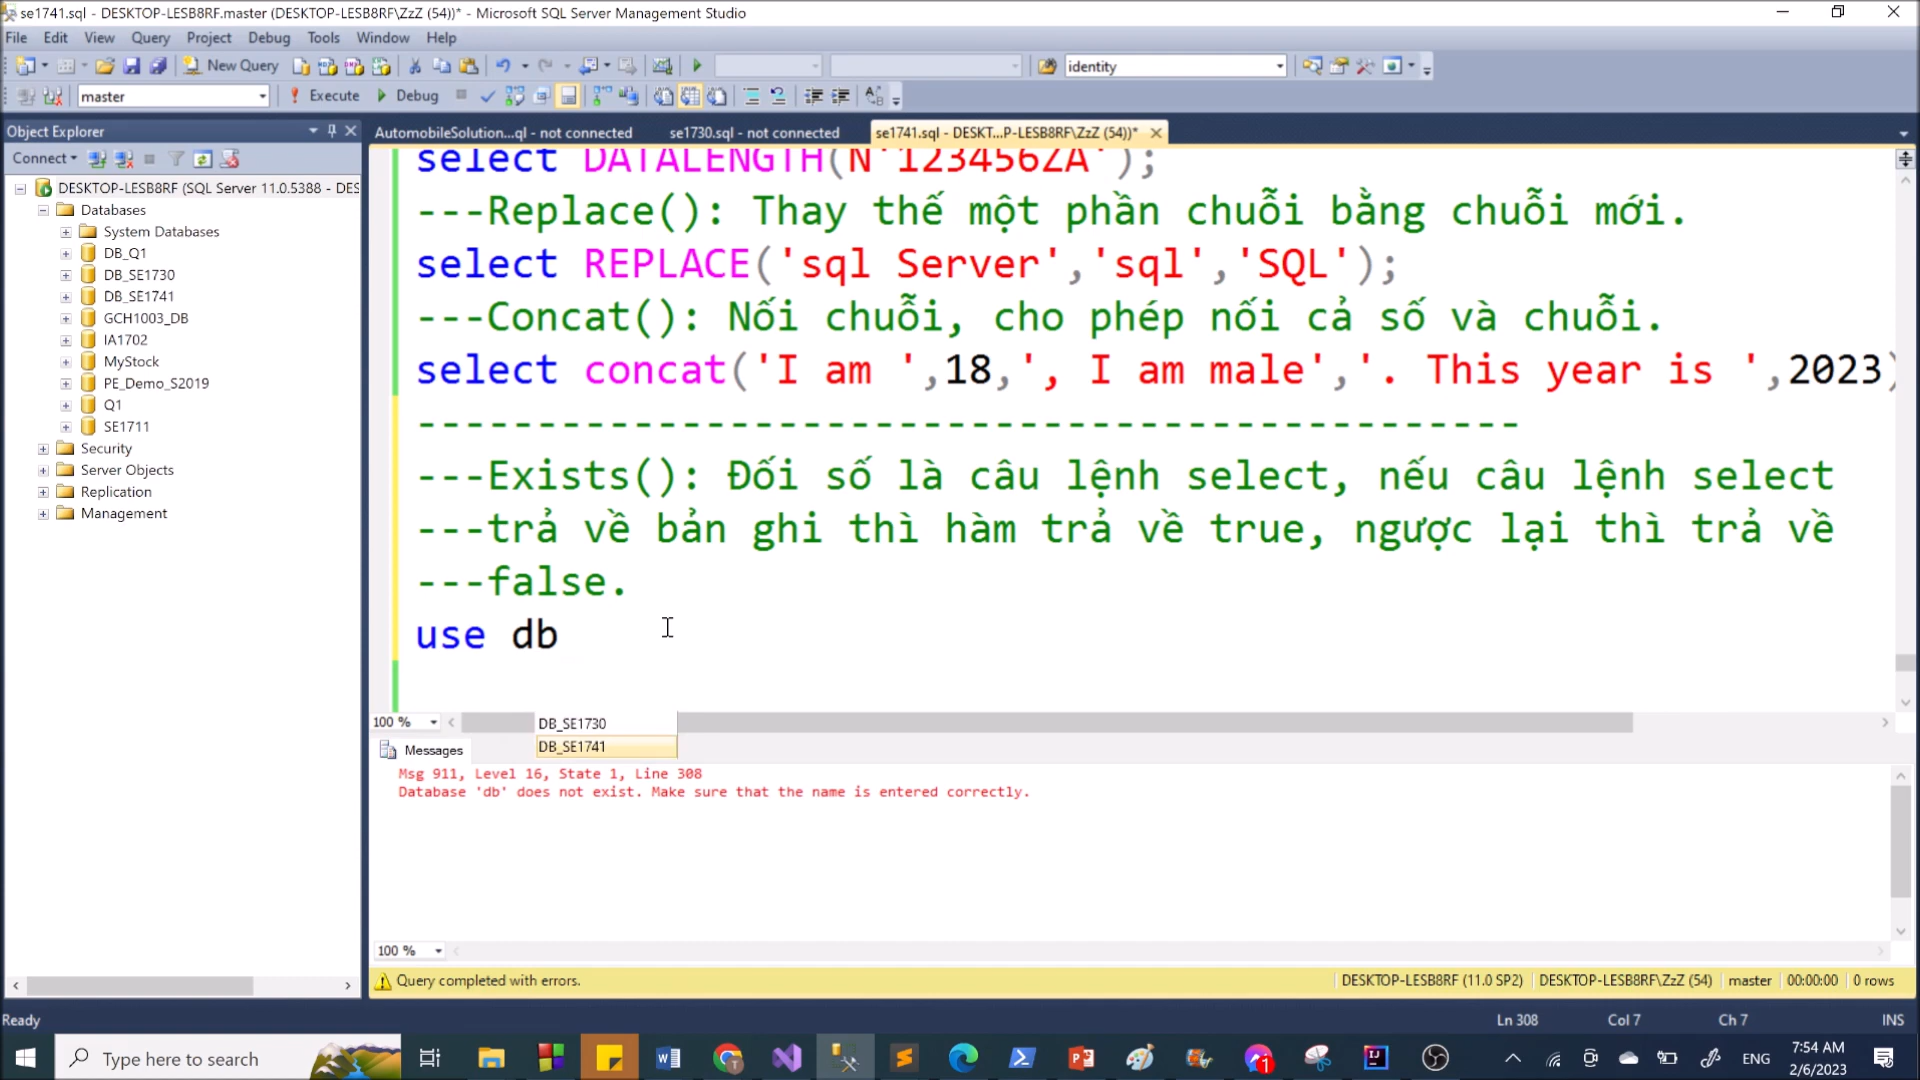 se1741.sql - DESKTOP-LESB8RF.master (DESKTOP-LESB8RF\ZzZ (54))* - Microsoft SQL Server Management Studio
File Edit View Query Project Debug Tools Window Help
New Query identity
master Execute Debug
Object Explorer
AutomobileSolution...ql - not connected se1730.sql - not connected se1741.sql - DESKT...P-LESB8RF\ZzZ (54))*
Connect
DESKTOP-LESB8RF (SQL Server 11.0.5388 - DES
Databases
System Databases
DB_Q1
DB_SE1730
DB_SE1741
GCH1003_DB
IA1702
MyStock
PE_Demo_S2019
Q1
SE1711
Security
Server Objects
Replication
Management
select DATALENGTH(N'123456ZA');
---Replace(): Thay thế một phần chuỗi bằng chuỗi mới.
select REPLACE('sql Server','sql','SQL');
---Concat(): Nối chuỗi, cho phép nối cả số và chuỗi.
select concat('I am ',18,', I am male','. This year is ',2023)
----------------------------------------------
---Exists(): Đối số là câu lệnh select, nếu câu lệnh select
---trả về bản ghi thì hàm trả về true, ngược lại thì trả về
---false.
use db
100 %
DB_SE1730
DB_SE1741
Messages
Msg 911, Level 16, State 1, Line 308
Database 'db' does not exist. Make sure that the name is entered correctly.
100 %
Query completed with errors. DESKTOP-LESB8RF (11.0 SP2) DESKTOP-LESB8RF\ZzZ (54) master 00:00:00 0 rows
Ready Ln 308 Col 7 Ch 7 INS
Type here to search ENG 7:54 AM
2/6/2023